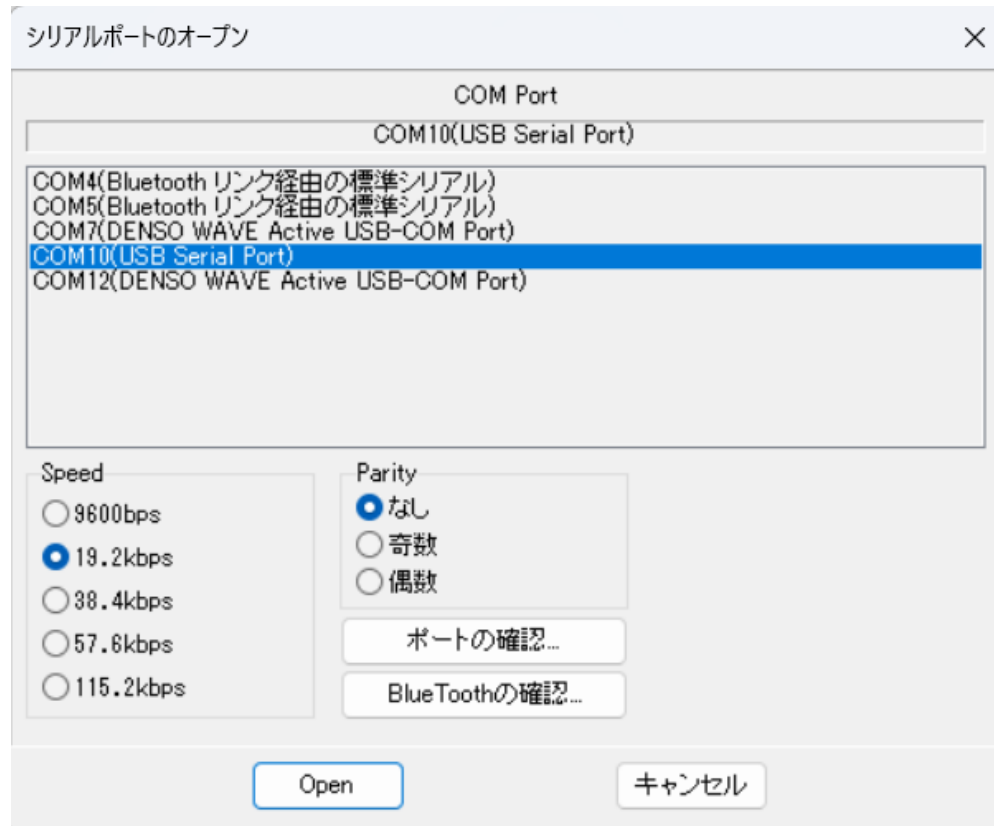 シリアルポートのオープン
COM Port
COM10(USB Serial Port)
COM4(Bluetooth リンク経由の標準シリアル)
COM5(Bluetooth リンク経由の標準シリアル)
COM7(DENSO WAVE Active USB-COM Port)
COM10(USB Serial Port)
COM12(DENSO WAVE Active USB-COM Port)
Speed
9600bps
19.2kbps
38.4kbps
57.6kbps
115.2kbps
Parity
なし
奇数
偶数
ポートの確認...
BlueToothの確認...
Open
キャンセル